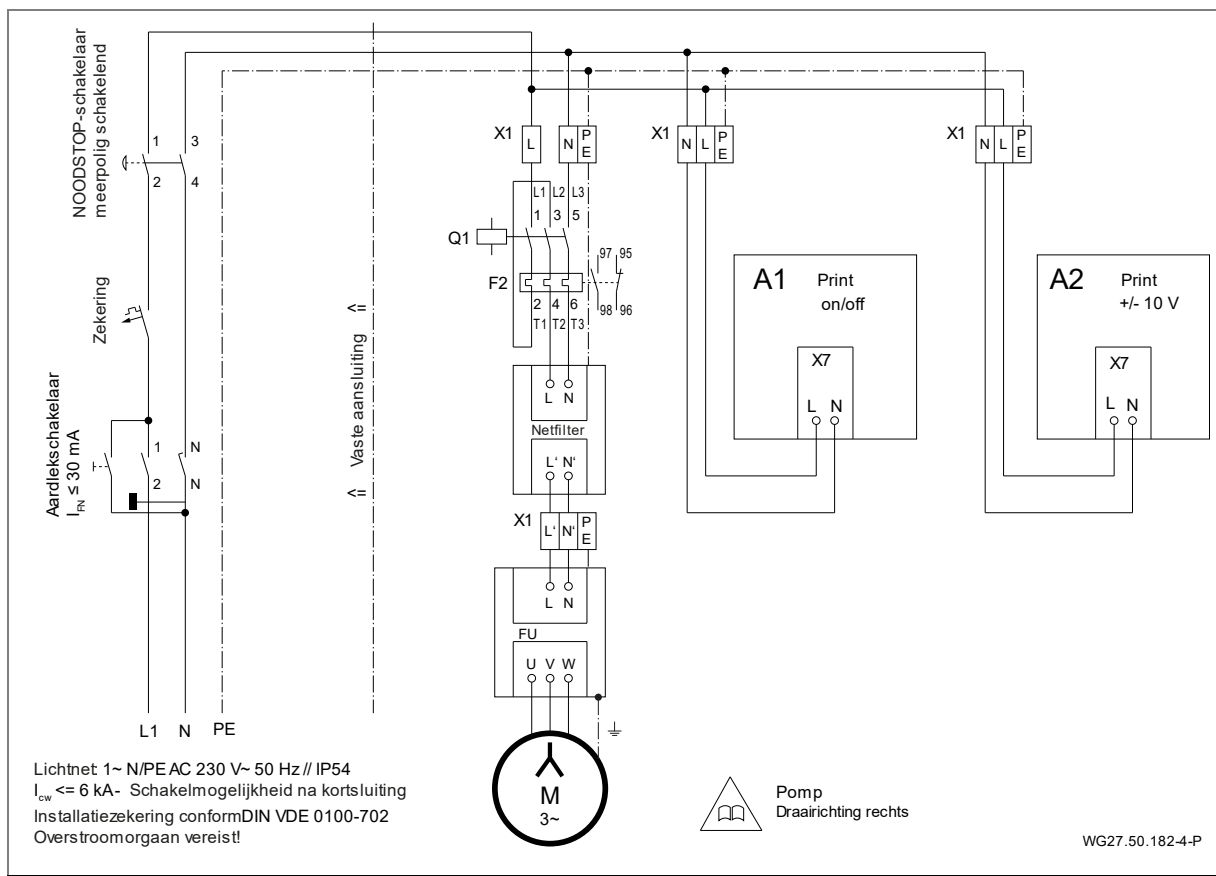 NOODSTOP-schakelaar
meerpolig schakelend
1
3
2
4
Zekering
Aardlekschakelaar
I_FN ≤ 30 mA
1
N
2
N
L1
N
PE
Vaste aansluiting
<=
<=
X1
L
N
PE
L1
L2
L3
1
3
5
Q1
F2
97
95
2
4
6
98
96
T1
T2
T3
L
N
Netfilter
L'
N'
X1
L'
N'
PE
L
N
FU
U
V
W
M
3~
X1
N
L
PE
A1
Print
on/off
X7
L
N
X1
N
L
PE
A2
Print
+/- 10 V
X7
L
N
Lichtnet: 1~ N/PE AC 230 V~ 50 Hz // IP54
I_cw <= 6 kA- Schakelmogelijkheid na kortsluiting
Installatiezekering conformDIN VDE 0100-702
Overstroomorgaan vereist!
Pomp
Draairichting rechts
WG27.50.182-4-P